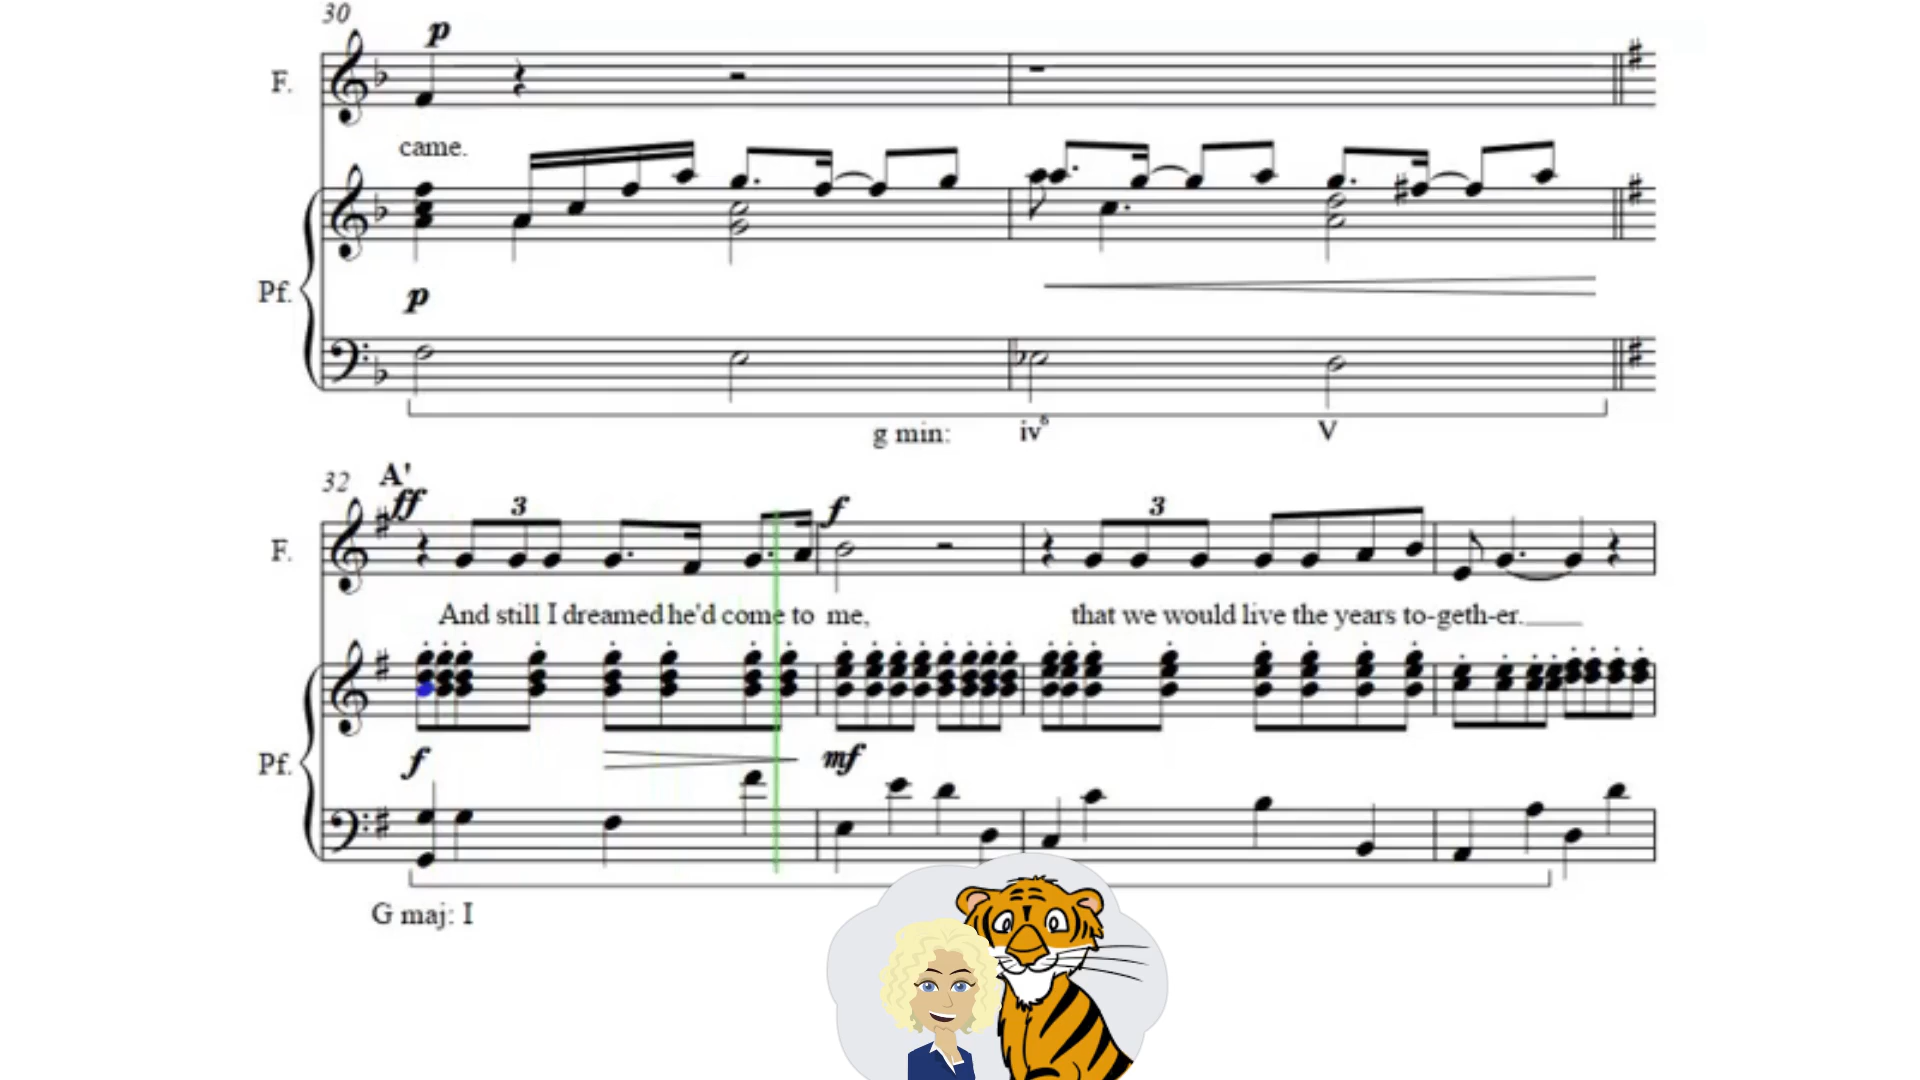 30
p
F.
came.
Pf.
p
g min: iv⁶ V
32 A'
ff 3 f 3
F.
And still I dreamed he'd come to me, that we would live the years to-geth-er.
Pf.
f mf
G maj: I